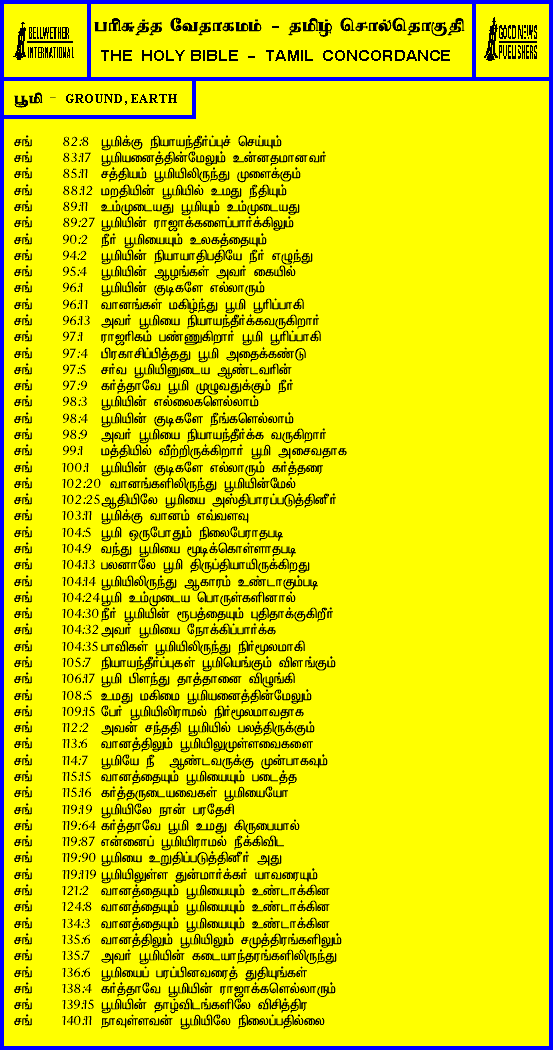 BELLWETHER
INTERNATIONAL
பரிசுத்த வேதாகமம் - தமிழ் சொல்தொகுதி
THE HOLY BIBLE - TAMIL CONCORDANCE
GOOD NEWS
PUBLISHERS
பூமி - GROUND, EARTH
சங் 82:8 பூமிக்கு நியாயந்தீர்ப்புச் செய்யும்
சங் 83:17 பூமியனைத்தின்மேலும் உன்னதமானவர்
சங் 85:11 சத்தியம் பூமியிலிருந்து முளைக்கும்
சங் 88:12 மறதியின் பூமியில் உமது நீதியும்
சங் 89:11 உம்முடையது பூமியும் உம்முடையது
சங் 89:27 பூமியின் ராஜாக்களைப்பார்க்கிலும்
சங் 90:2 நீர் பூமியையும் உலகத்தையும்
சங் 94:2 பூமியின் நியாயாதிபதியே நீர் எழுந்து
சங் 95:4 பூமியின் ஆழங்கள் அவர் கையில்
சங் 96:1 பூமியின் குடிகளே எல்லாரும்
சங் 96:11 வானங்கள் மகிழ்ந்து பூமி பூரிப்பாகி
சங் 96:13 அவர் பூமியை நியாயந்தீர்க்கவருகிறார்
சங் 97:1 ராஜரிகம் பண்ணுகிறார் பூமி பூரிப்பாகி
சங் 97:4 பிரகாசிப்பித்தது பூமி அதைக்கண்டு
சங் 97:5 சர்வ பூமியினுடைய ஆண்டவரின்
சங் 97:9 கர்த்தாவே பூமி முழுவதுக்கும் நீர்
சங் 98:3 பூமியின் எல்லைகளெல்லாம்
சங் 98:4 பூமியின் குடிகளே நீங்களெல்லாம்
சங் 98:9 அவர் பூமியை நியாயந்தீர்க்க வருகிறார்
சங் 99:1 மத்தியில் வீற்றிருக்கிறார் பூமி அசைவதாக
சங் 100:1 பூமியின் குடிகளே எல்லாரும் கர்த்தரை
சங் 102:20 வானங்களிலிருந்து பூமியின்மேல்
சங் 102:25ஆதியிலே பூமியை அஸ்திபாரப்படுத்தினீர்
சங் 103:11 பூமிக்கு வானம் எவ்வளவு
சங் 104:5 பூமி ஒருபோதும் நிலைபேராதபடி
சங் 104:9 வந்து பூமியை மூடிக்கொள்ளாதபடி
சங் 104:13 பலனாலே பூமி திருப்தியாயிருக்கிறது
சங் 104:14 பூமியிலிருந்து ஆகாரம் உண்டாகும்படி
சங் 104:24பூமி உம்முடைய பொருள்களினால்
சங் 104:30நீர் பூமியின் ரூபத்தையும் புதிதாக்குகிறீர்
சங் 104:32அவர் பூமியை நோக்கிப்பார்க்க
சங் 104:35பாவிகள் பூமியிலிருந்து நிர்மூலமாகி
சங் 105:7 நியாயந்தீர்ப்புகள் பூமியெங்கும் விளங்கும்
சங் 106:17 பூமி பிளந்து தாத்தானை விழுங்கி
சங் 108:5 உமது மகிமை பூமியனைத்தின்மேலும்
சங் 109:15 பேர் பூமியிலிராமல் நிர்மூலமாவதாக
சங் 112:2 அவன் சந்ததி பூமியில் பலத்திருக்கும்
சங் 113:6 வானத்திலும் பூமியிலுமுள்ளவைகளை
சங் 114:7 பூமியே நீ ஆண்டவருக்கு முன்பாகவும்
சங் 115:15 வானத்தையும் பூமியையும் படைத்த
சங் 115:16 கர்த்தருடையவைகள் பூமியையோ
சங் 119:19 பூமியிலே நான் பரதேசி
சங் 119:64 கர்த்தாவே பூமி உமது கிருபையால்
சங் 119:87 என்னைப் பூமியிராமல் நீக்கிவிட
சங் 119:90 பூமியை உறுதிப்படுத்தினீர் அது
சங் 119:119 பூமியிலுள்ள துன்மார்க்கர் யாவரையும்
சங் 121:2 வானத்தையும் பூமியையும் உண்டாக்கின
சங் 124:8 வானத்தையும் பூமியையும் உண்டாக்கின
சங் 134:3 வானத்தையும் பூமியையும் உண்டாக்கின
சங் 135:6 வானத்திலும் பூமியிலும் சமுத்திரங்களிலும்
சங் 135:7 அவர் பூமியின் கடையாந்தரங்களிலிருந்து
சங் 136:6 பூமியைப் பரப்பினவரைத் துதியுங்கள்
சங் 138:4 கர்த்தாவே பூமியின் ராஜாக்களெல்லாரும்
சங் 139:15 பூமியின் தாழ்விடங்களிலே விசித்திர
சங் 140:11 நாவுள்ளவன் பூமியிலே நிலைப்பதில்லை